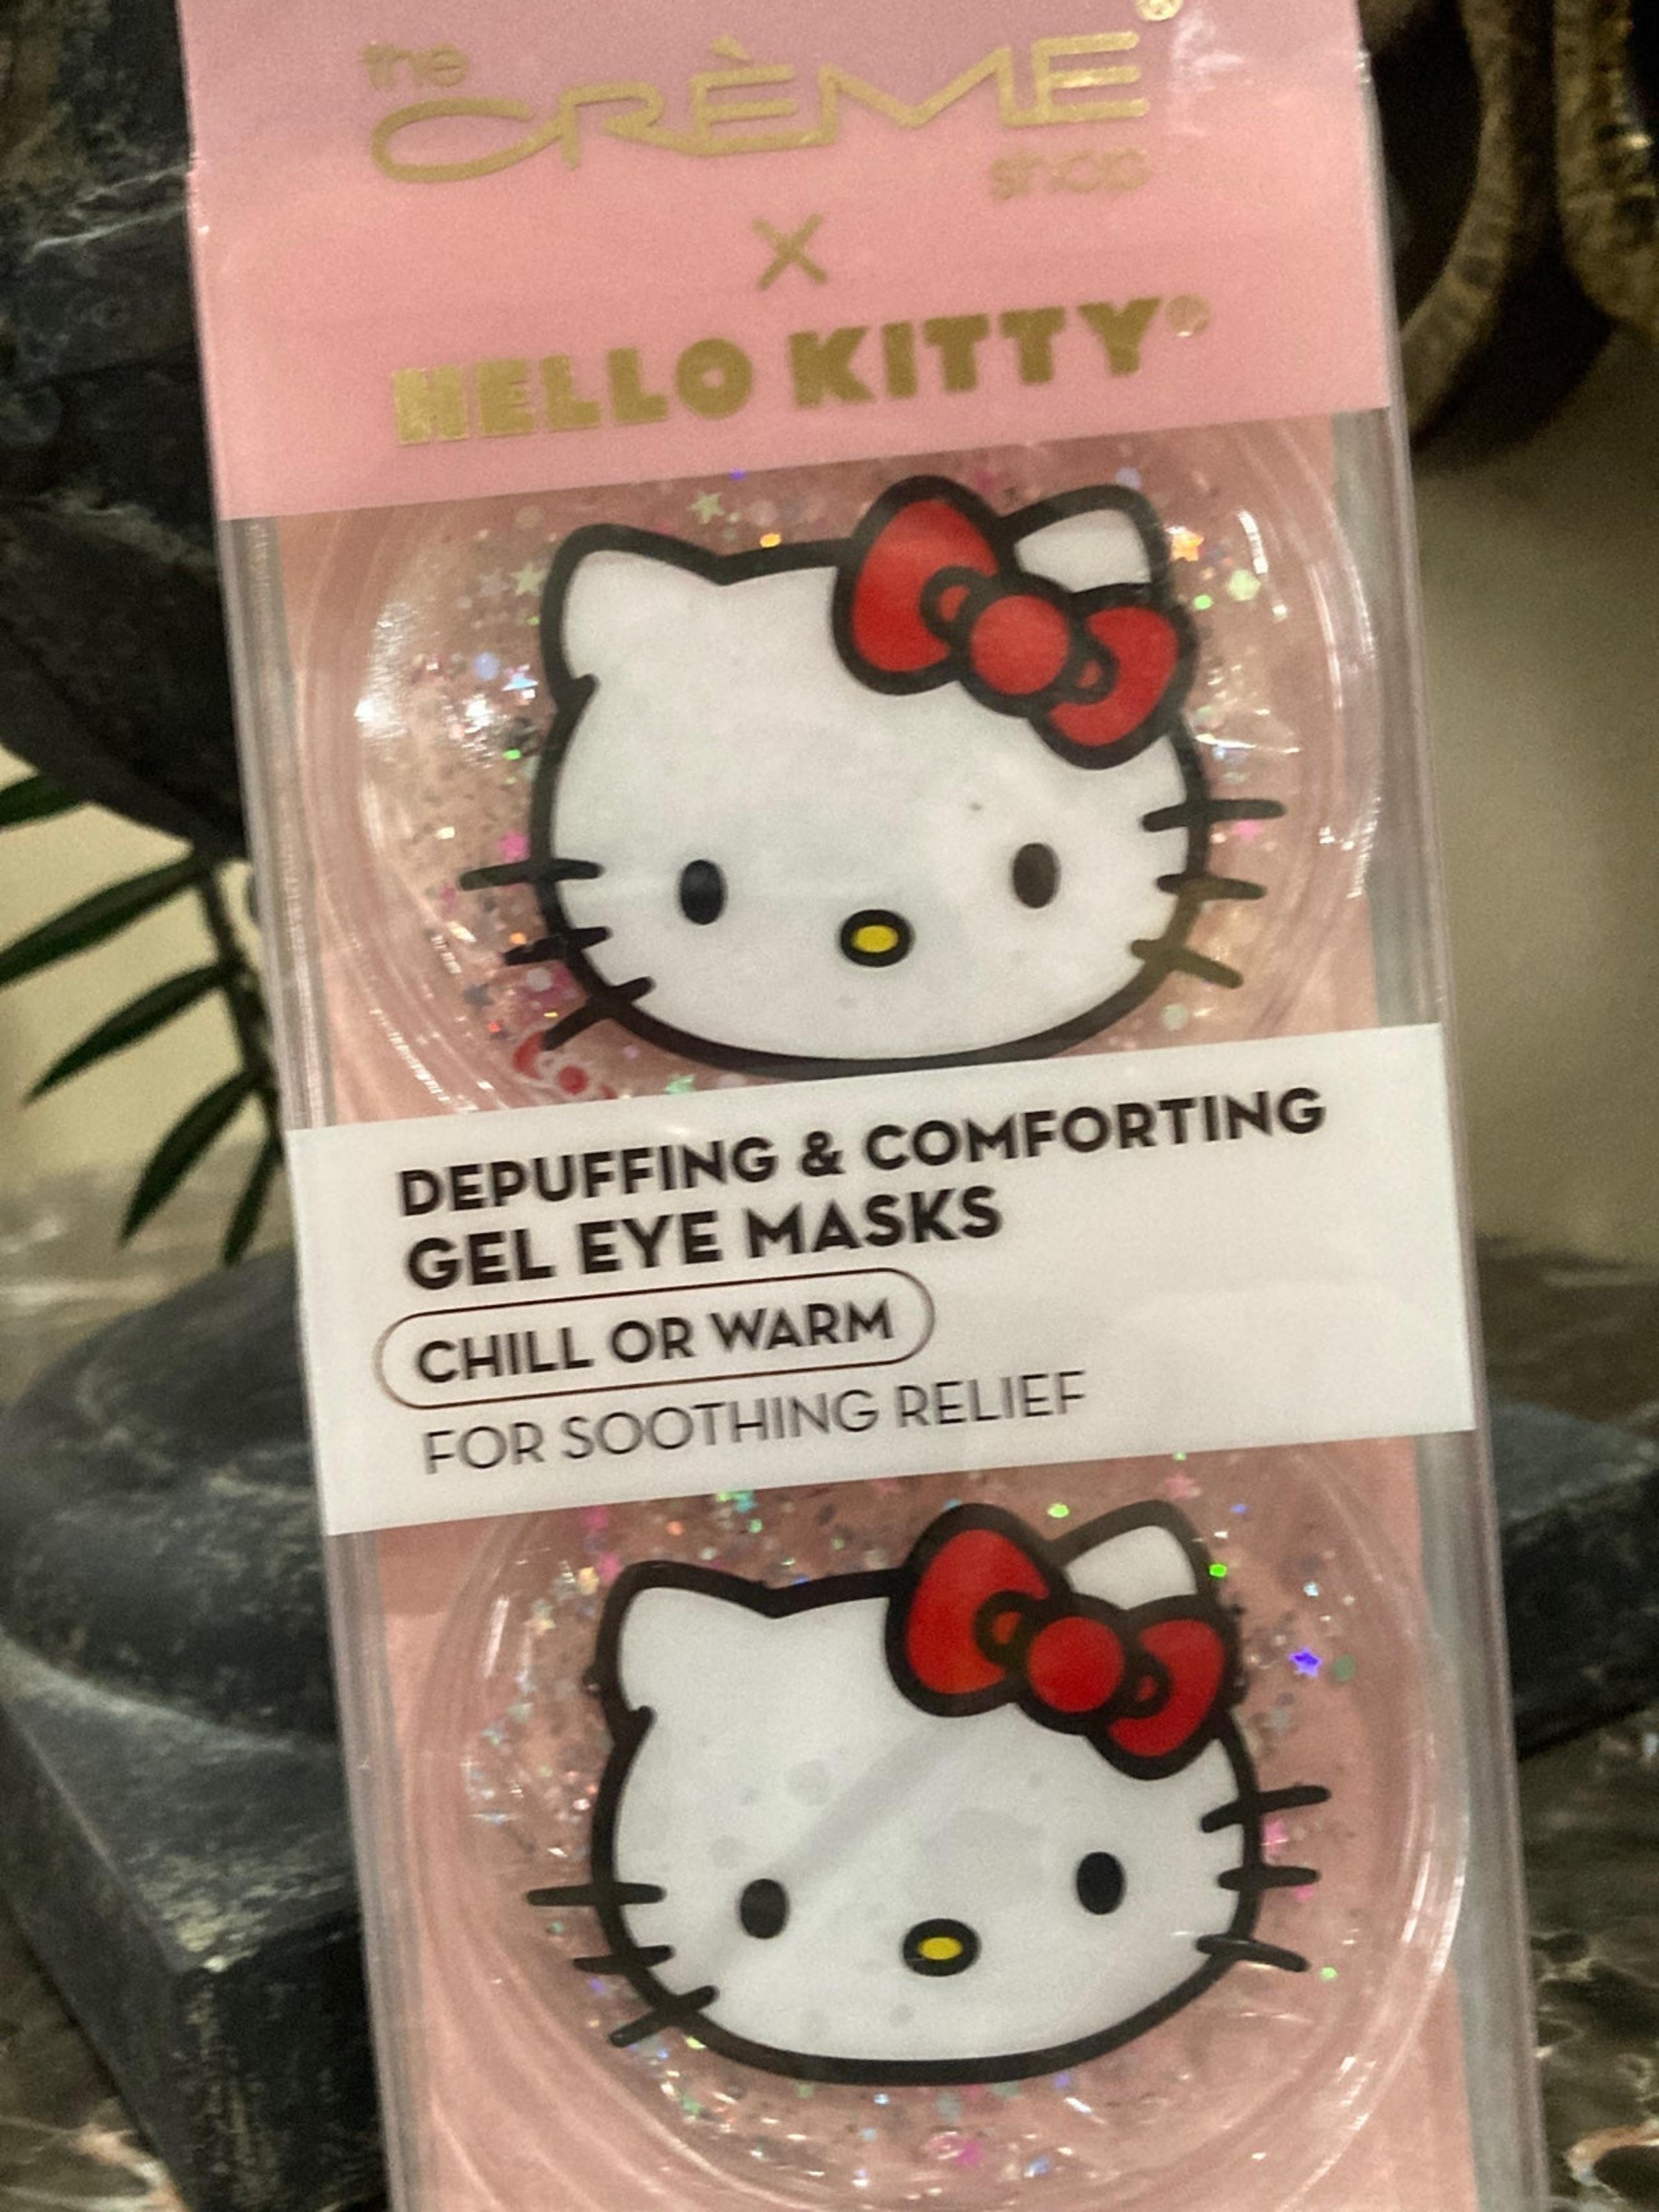 the
CRÈME®
shop
X
HELLO KITTY®
DEPUFFING & COMFORTING
GEL EYE MASKS
CHILL OR WARM
FOR SOOTHING RELIEF